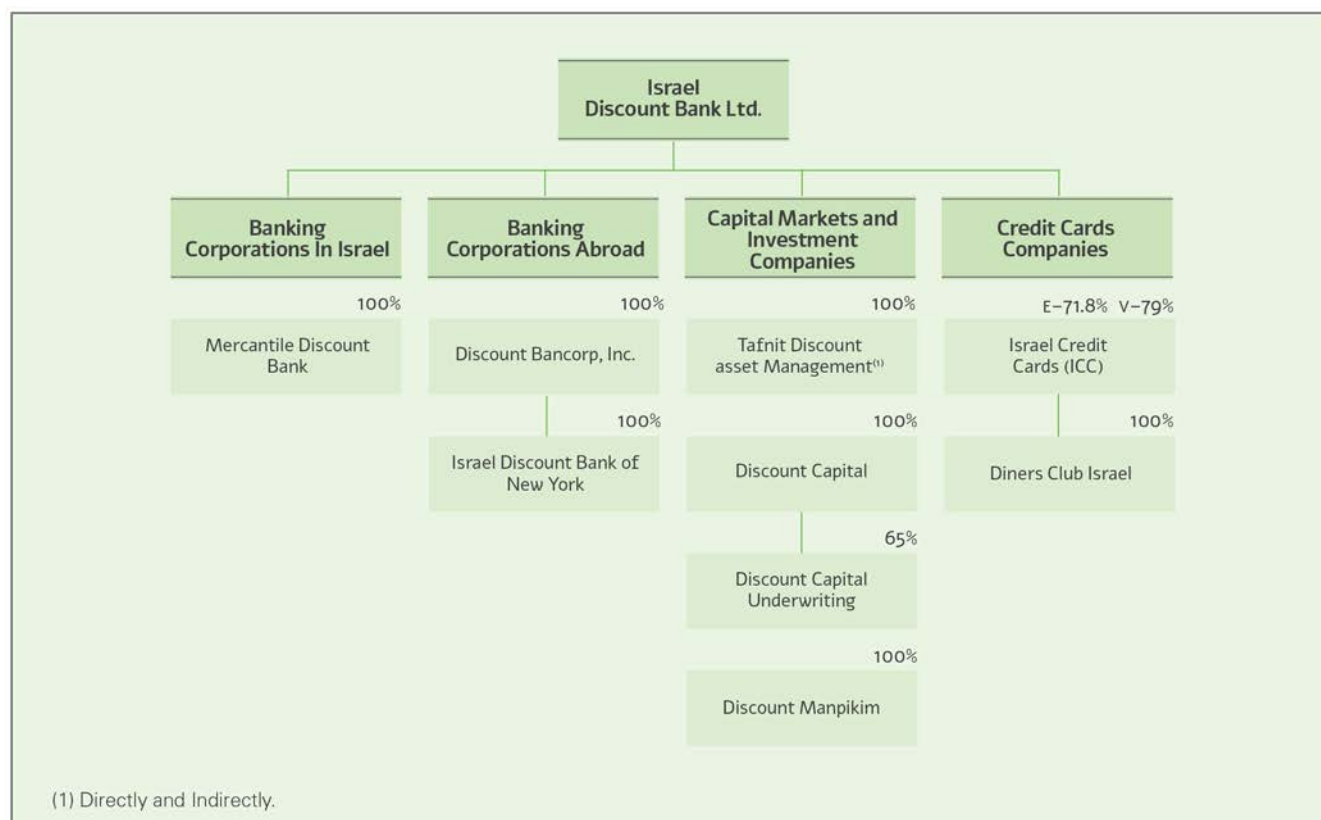 Israel
Discount Bank Ltd.
Banking
Corporations In Israel
Banking
Corporations Abroad
Capital Markets and
Investment
Companies
Credit Cards
Companies
100%
Mercantile Discount
Bank
100%
Discount Bancorp, Inc.
100%
Israel Discount Bank of
New York
100%
Tafnit Discount
asset Management(1)
100%
Discount Capital
65%
Discount Capital
Underwriting
100%
Discount Manpikim
E–71.8% V–79%
Israel Credit
Cards (ICC)
100%
Diners Club Israel
(1) Directly and Indirectly.